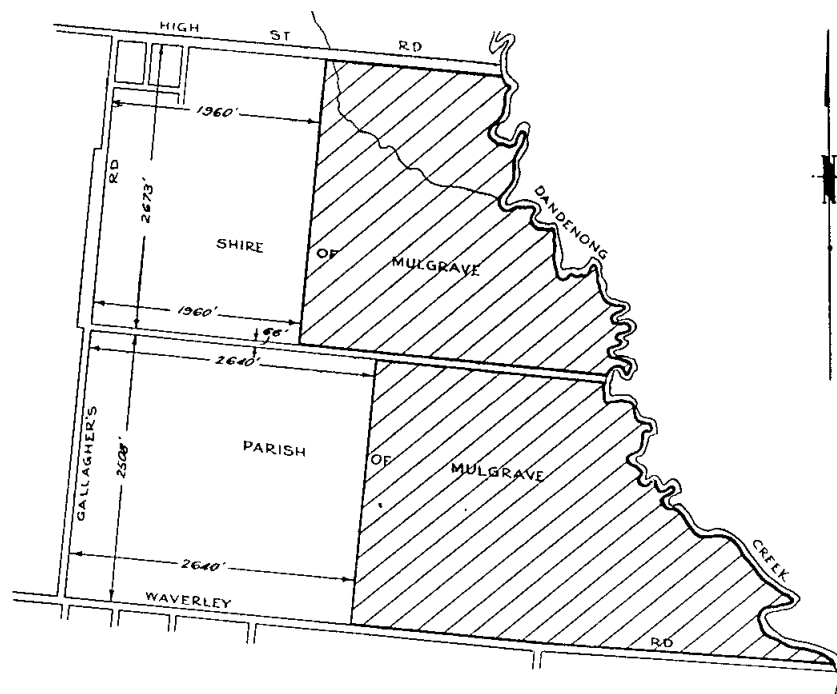 HIGH ST RD
1960'
RD
2673'
DANDENONG
SHIRE OF MULGRAVE
N
1960'
66'
2640'
GALLAGHER'S
2508'
PARISH OF MULGRAVE
2640'
CREEK
WAVERLEY RD